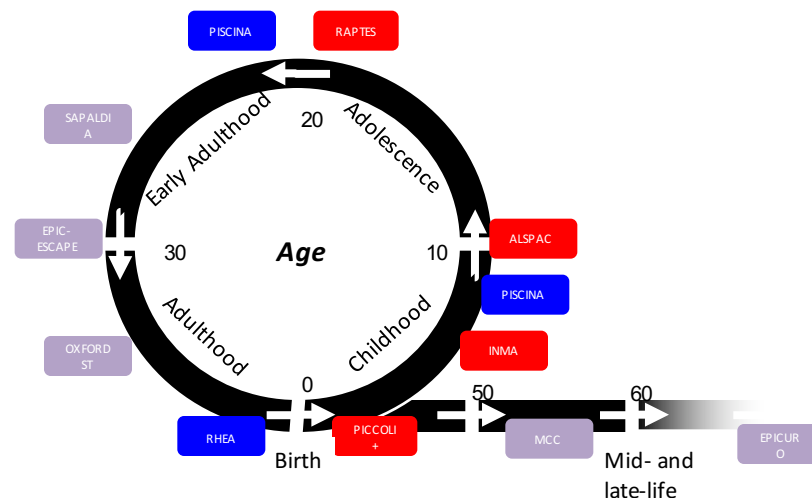 PISCINA
RAPTES
SAPALDI
A
Early Adulthood
20
Adolescence
EPIC-
ESCAPE
30
Age
10
ALSPAC
PISCINA
Adulthood
Childhood
OXFORD
ST
INMA
0
50
60
RHEA
PICCOLI
+
MCC
EPICUR
O
Birth
Mid- and
late-life